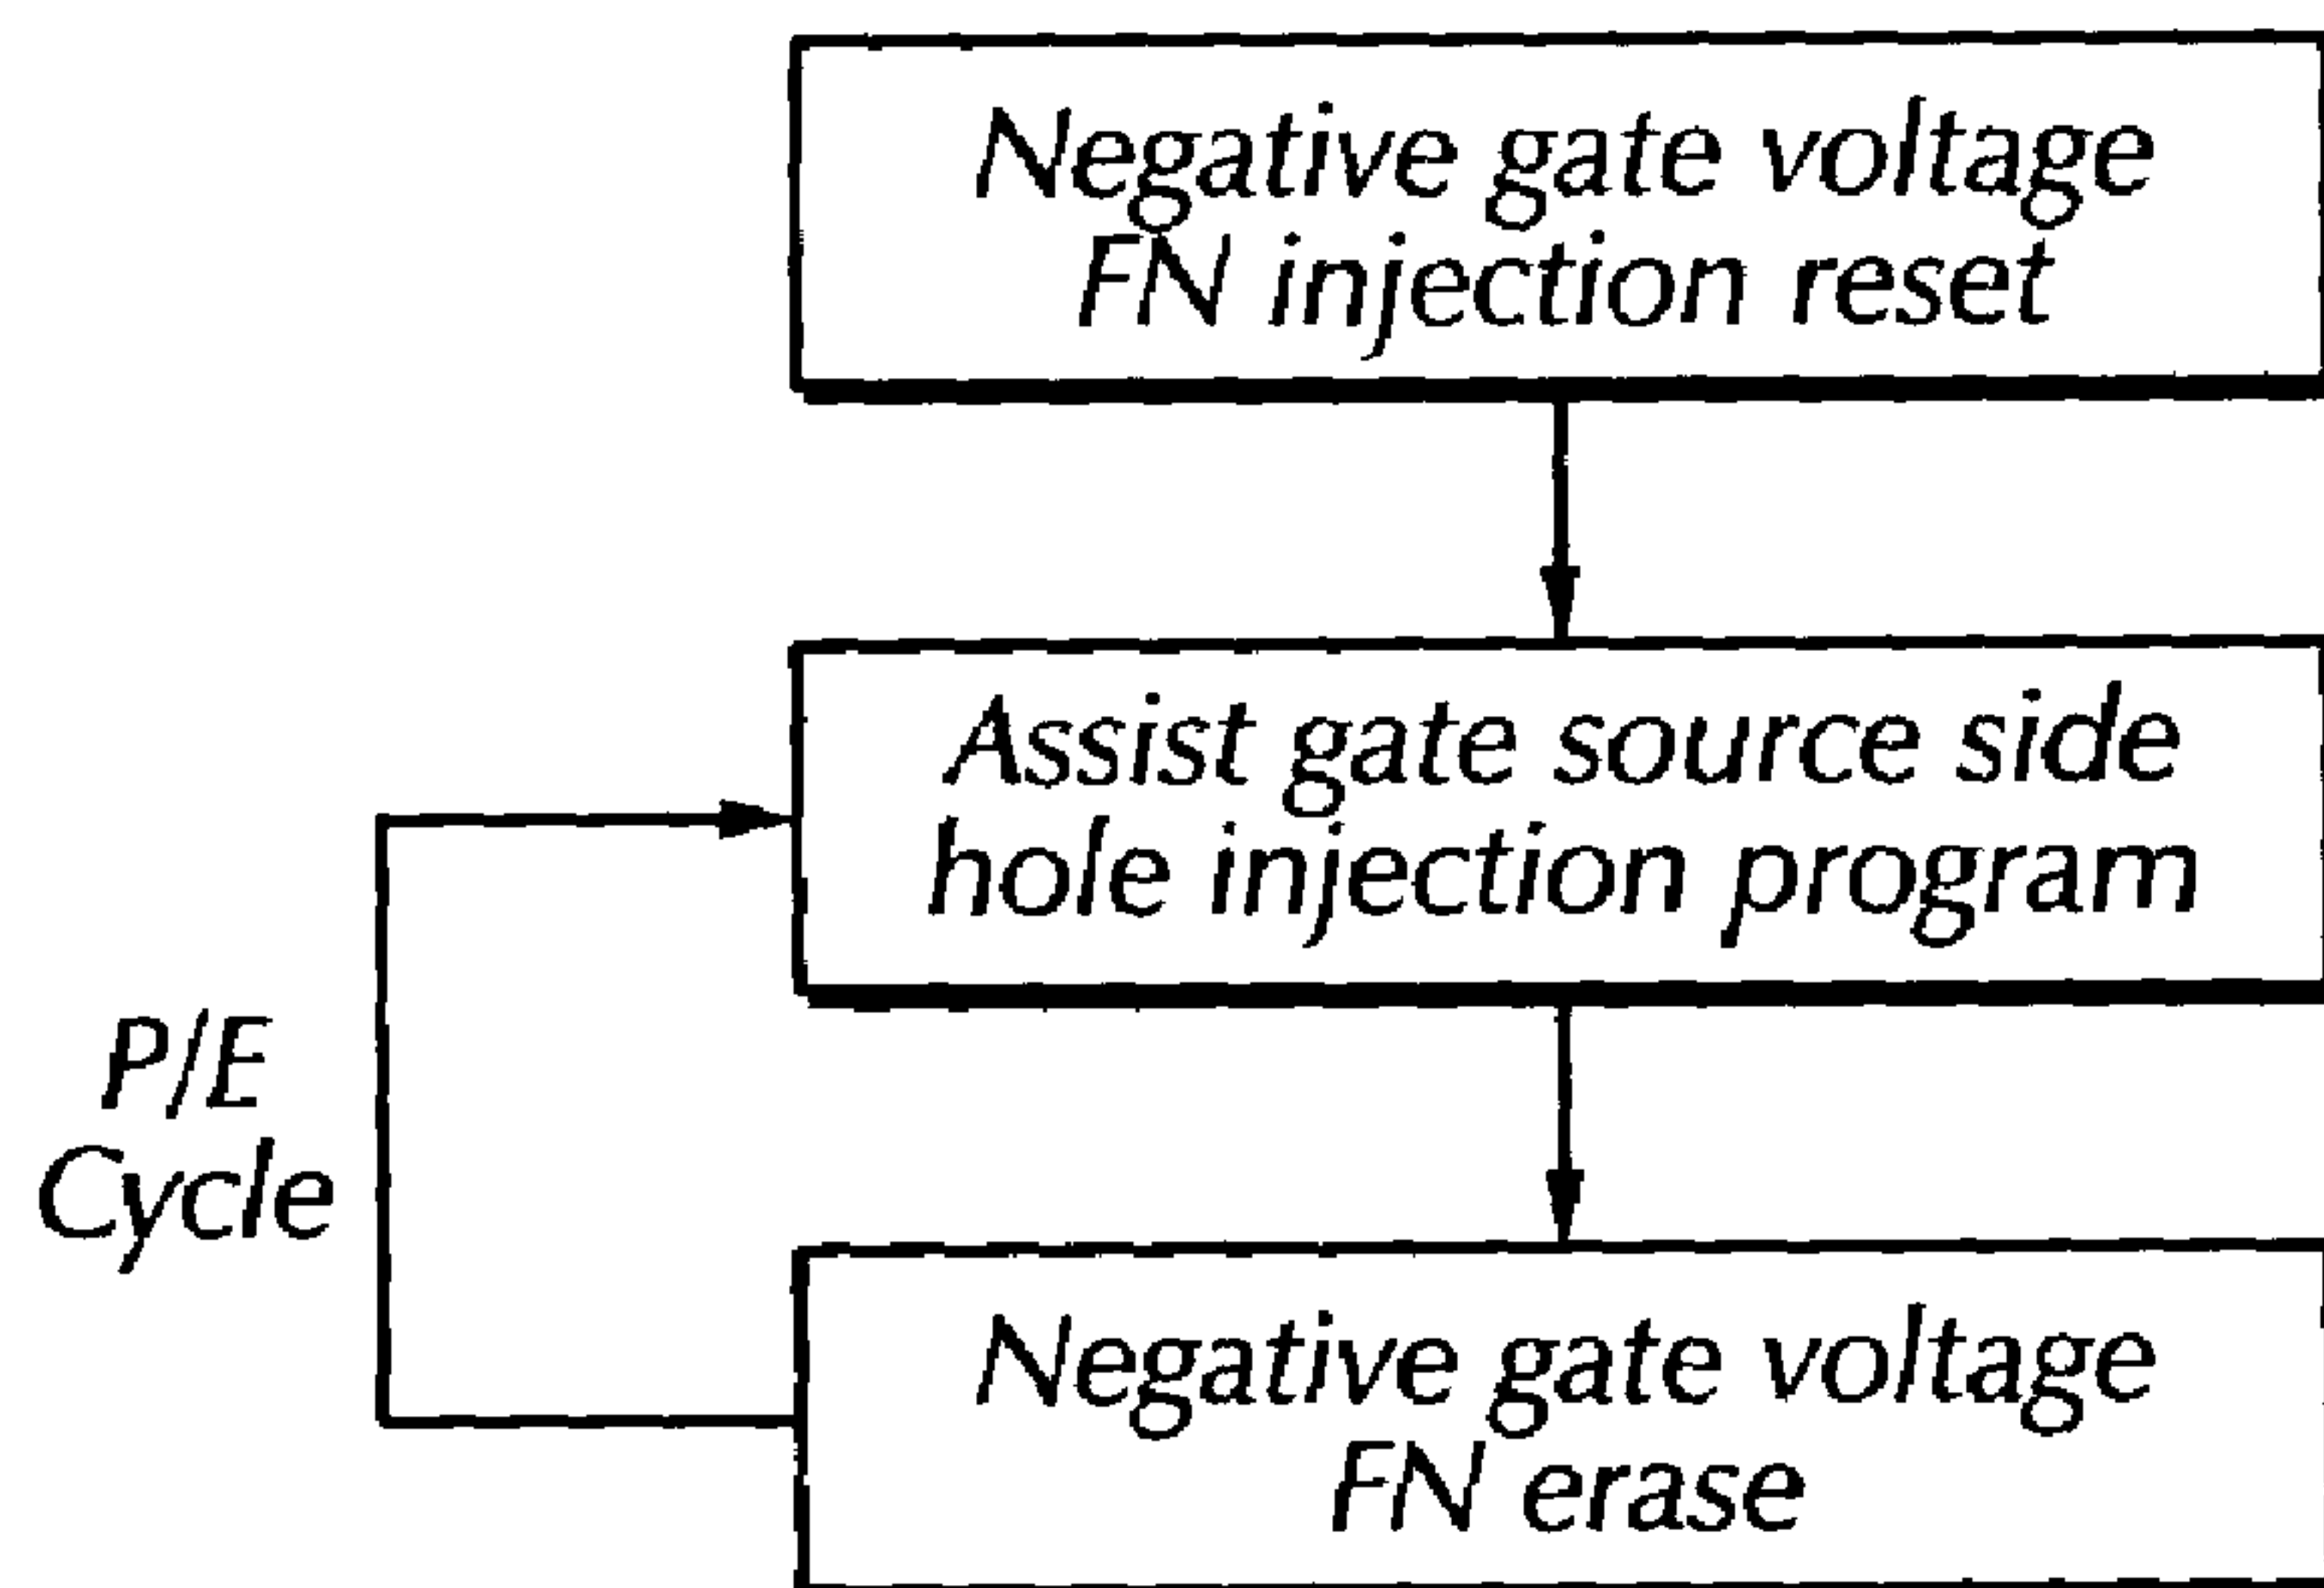 Negative gate voltage
FN injection reset
Assist gate source side
hole injection program
P/E
Cycle
Negative gate voltage
FN erase